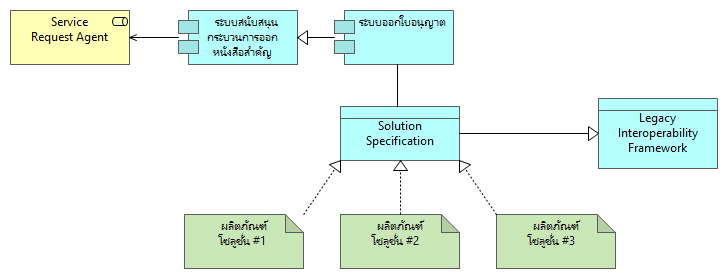 Service
Request Agent
ระบบสนับสนุน
กระบวนการออก
หนังสือสำคัญ
ระบบออกใบอนุญาต
Solution
Specification
Legacy
Interoperability
Framework
ผลิตภัณฑ์
โซลูชั่น #1
ผลิตภัณฑ์
โซลูชั่น #2
ผลิตภัณฑ์
โซลูชั่น #3